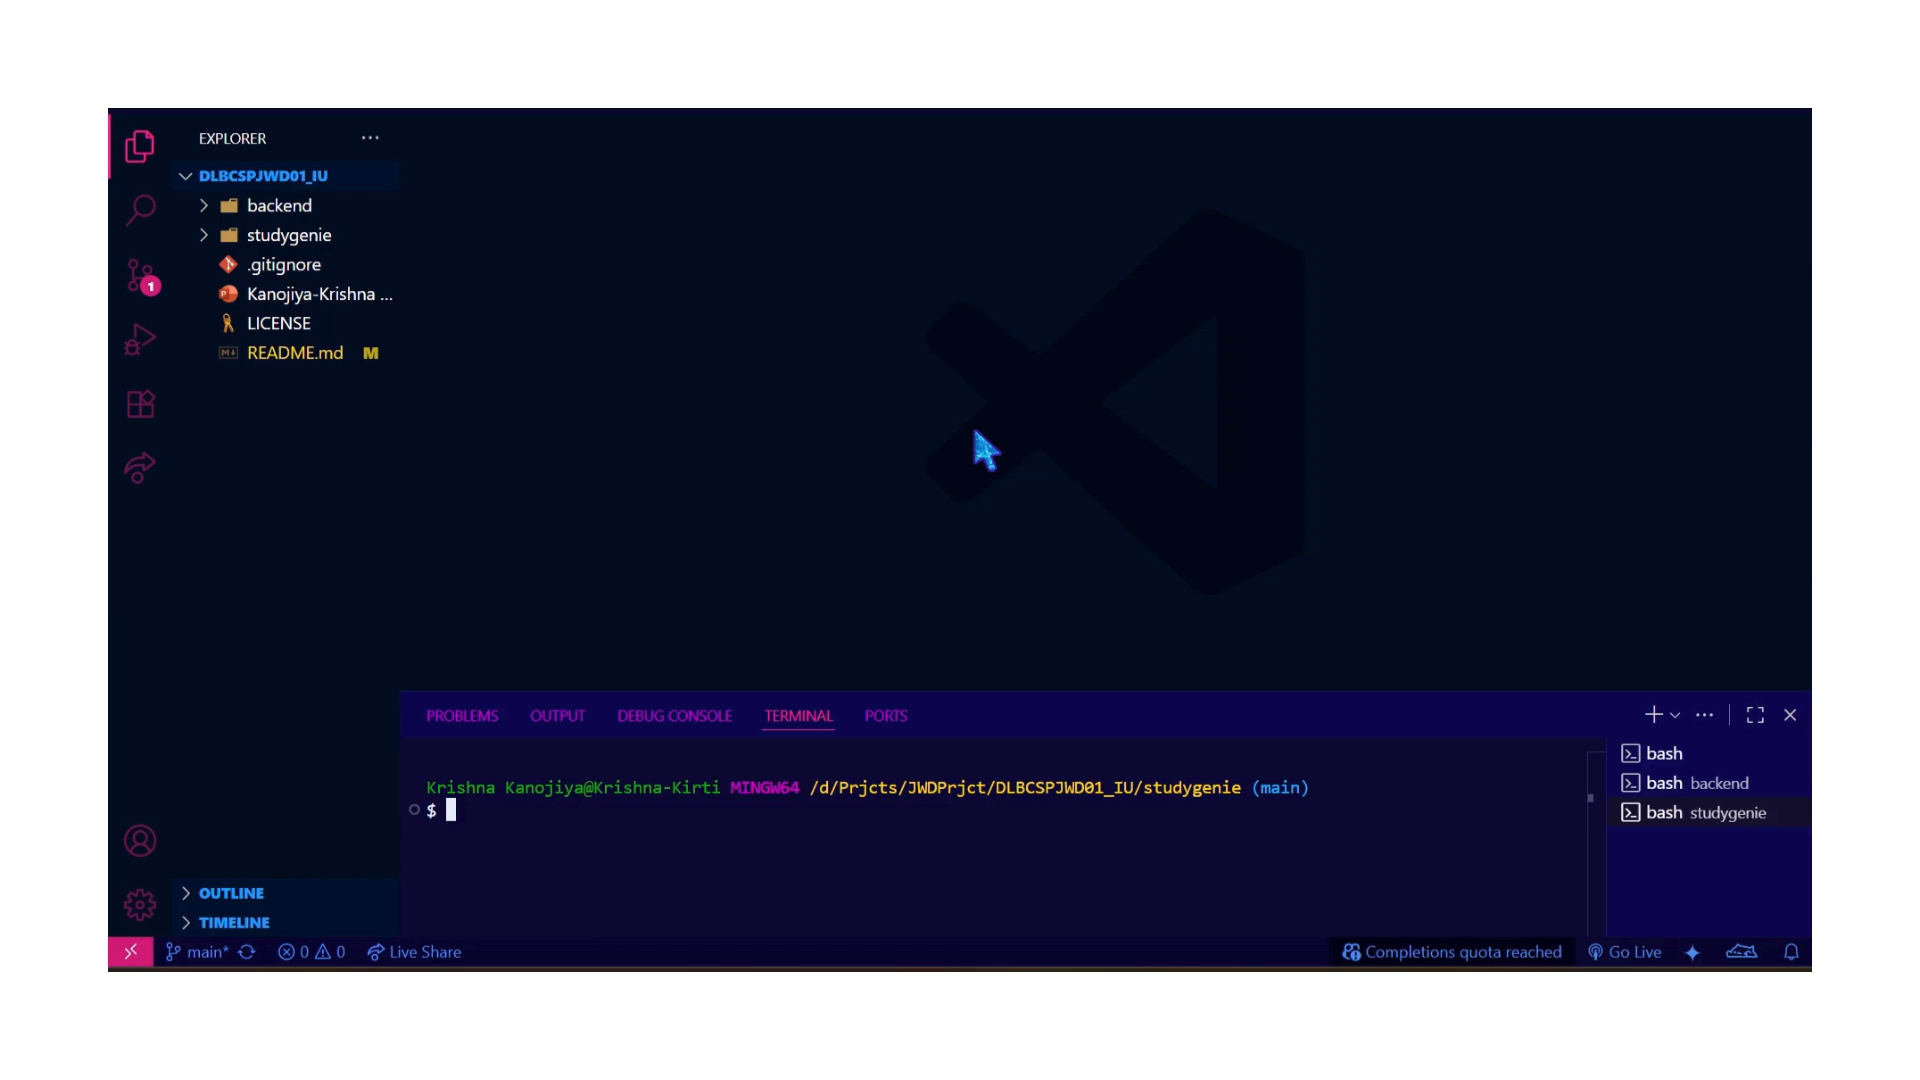 EXPLORER
DLBCSPJWD01_IU
backend
studygenie
.gitignore
Kanojiya-Krishna ...
LICENSE
README.md M
1
OUTLINE
TIMELINE
PROBLEMS OUTPUT DEBUG CONSOLE TERMINAL PORTS
Krishna Kanojiya@Krishna-Kirti MINGW64 /d/Prjcts/JWDPrjct/DLBCSPJWD01_IU/studygenie (main)
$
bash
bash backend
bash studygenie
main* 0 0 Live Share Completions quota reached Go Live